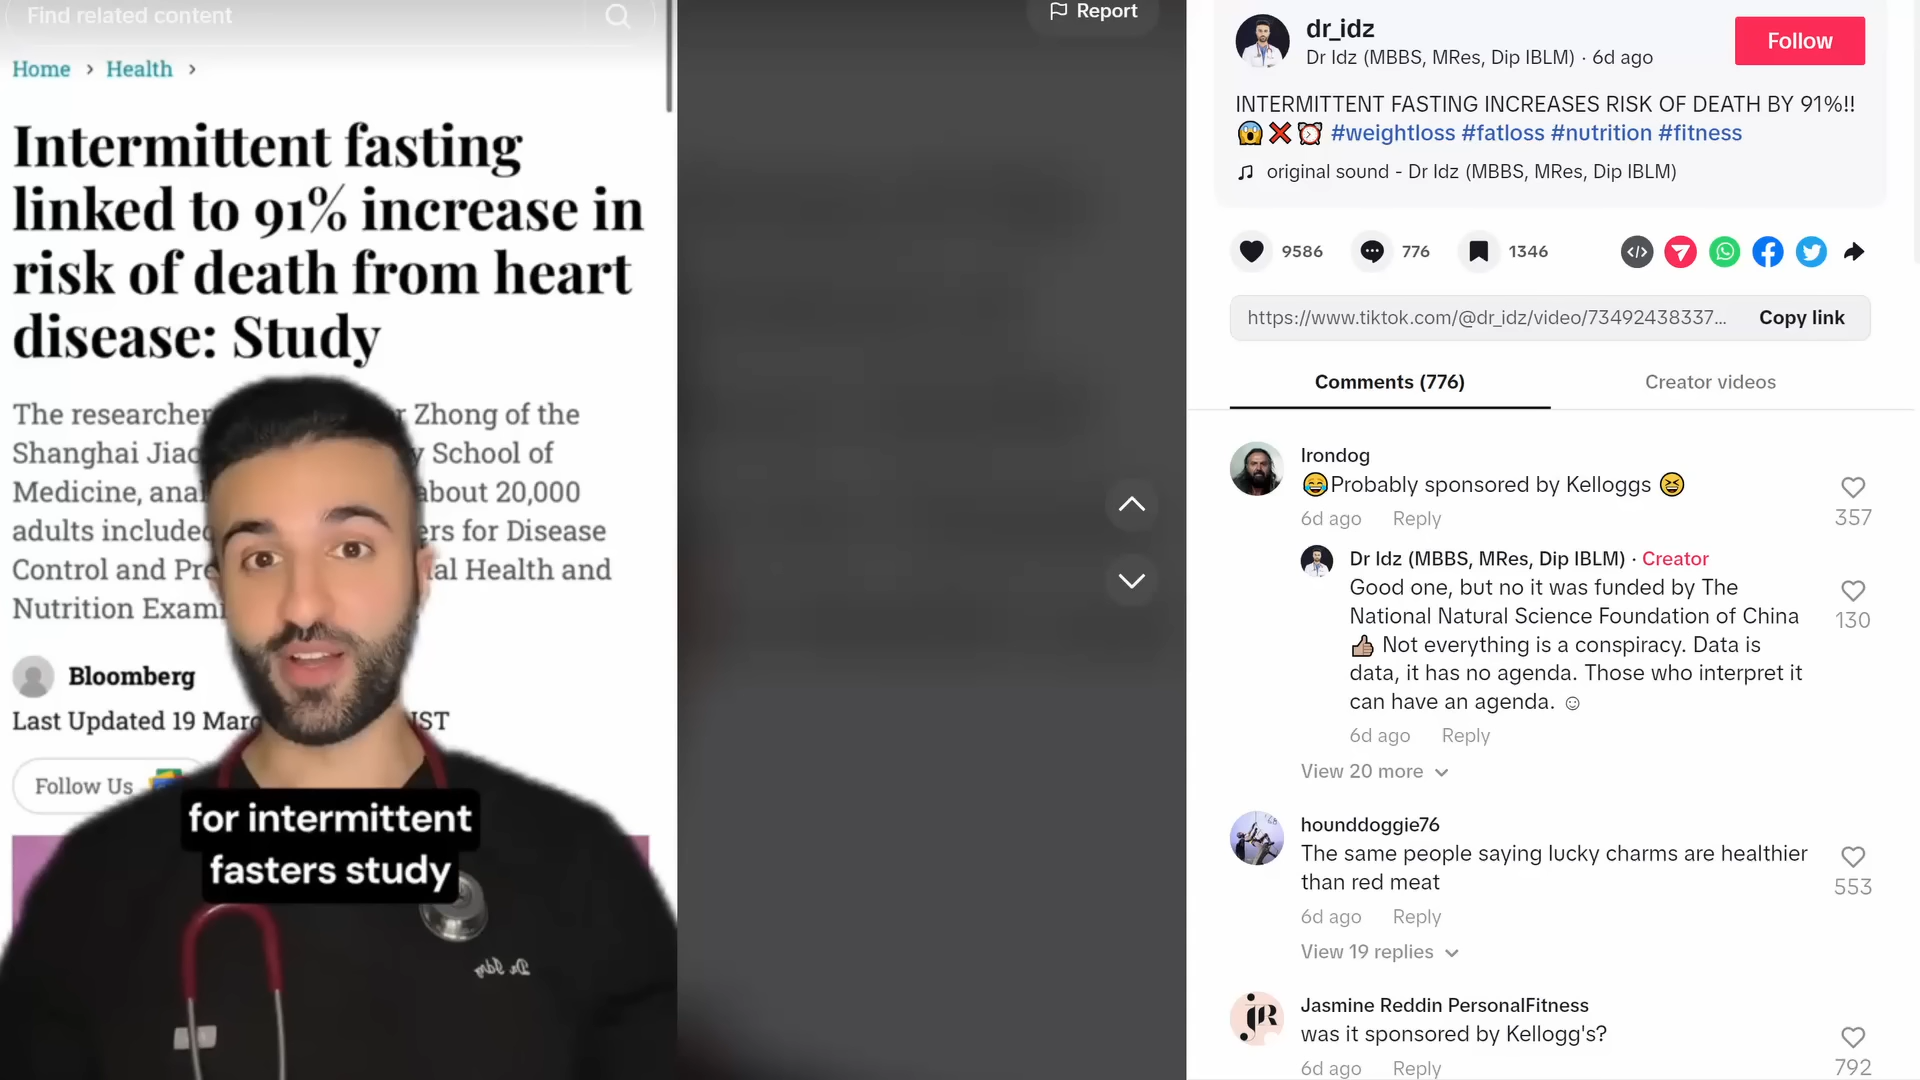 Find related content
Report
Home > Health >
Intermittent fasting
linked to 91% increase in
risk of death from heart
disease: Study
The researcher Zhong of the
Shanghai School of
Medicine, about 20,000
adults for Disease
Control and Health and
Nutrition
Bloomberg
Last Updated 19 IST
Follow Us
for intermittent
fasters study
Dr Idz
dr_idz
Dr Idz (MBBS, MRes, Dip IBLM) · 6d ago
Follow
INTERMITTENT FASTING INCREASES RISK OF DEATH BY 91%!!
😱❌⏰ #weightloss #fatloss #nutrition #fitness
original sound - Dr Idz (MBBS, MRes, Dip IBLM)
9586 776 1346
https://www.tiktok.com/@dr_idz/video/73492438337... Copy link
Comments (776) Creator videos
Irondog
😂Probably sponsored by Kelloggs 😆
6d ago Reply
357
Dr Idz (MBBS, MRes, Dip IBLM) · Creator
Good one, but no it was funded by The
National Natural Science Foundation of China
👍🏼 Not everything is a conspiracy. Data is
data, it has no agenda. Those who interpret it
can have an agenda. ☺
6d ago Reply
130
View 20 more
hounddoggie76
The same people saying lucky charms are healthier
than red meat
6d ago Reply
553
View 19 replies
Jasmine Reddin PersonalFitness
was it sponsored by Kellogg's?
6d ago Reply
792